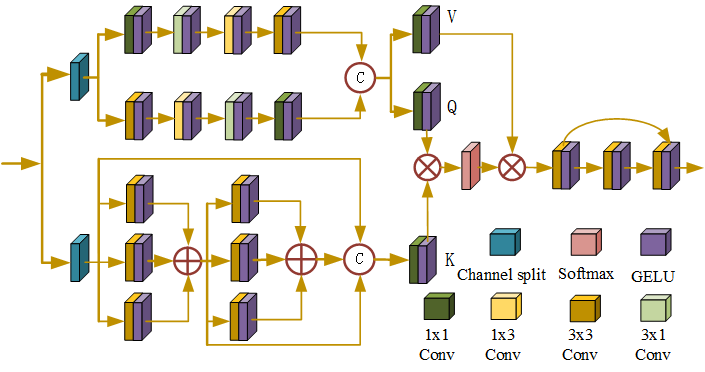 V
C
Q
C
K
Channel split
Softmax
GELU
1x1
Conv
1x3
Conv
3x3
Conv
3x1
Conv